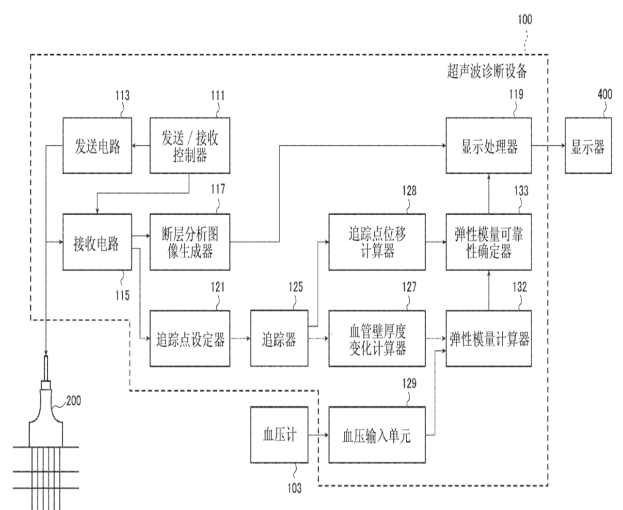 100
超声波诊断设备
113
发送电路
111
发送/接收
控制器
119
显示处理器
400
显示器
117
断层分析图
像生成器
接收电路
115
128
追踪点位移
计算器
133
弹性模量可靠
性确定器
121
追踪点设定器
125
追踪器
127
血管壁厚度
变化计算器
132
弹性模量计算器
200
血压计
103
129
血压输入单元